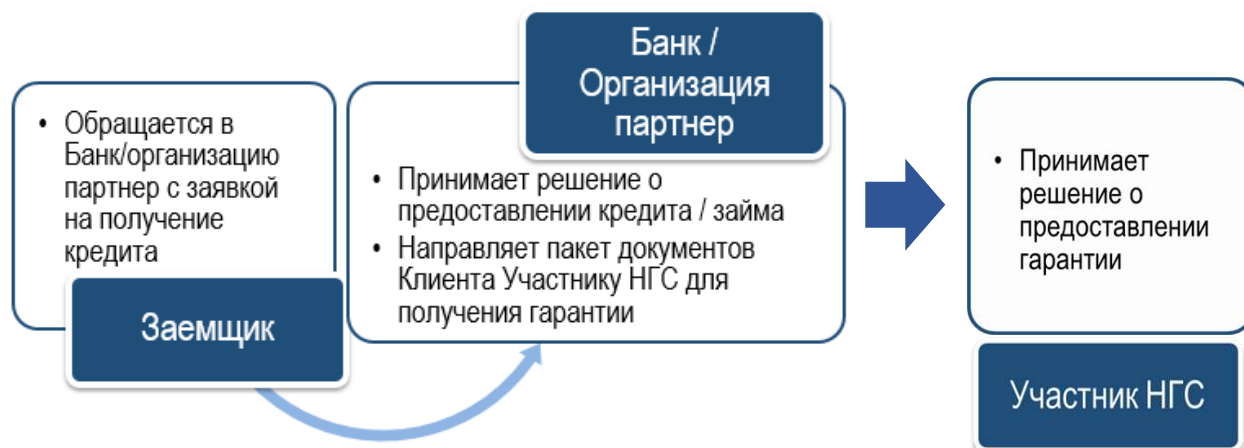 • Обращается в
Банк/организацию
партнер с заявкой
на получение
кредита
Заемщик
Банк /
Организация
партнер
• Принимает решение о
предоставлении кредита / займа
• Направляет пакет документов
Клиента Участнику НГС для
получения гарантии
• Принимает
решение о
предоставлении
гарантии
Участник НГС